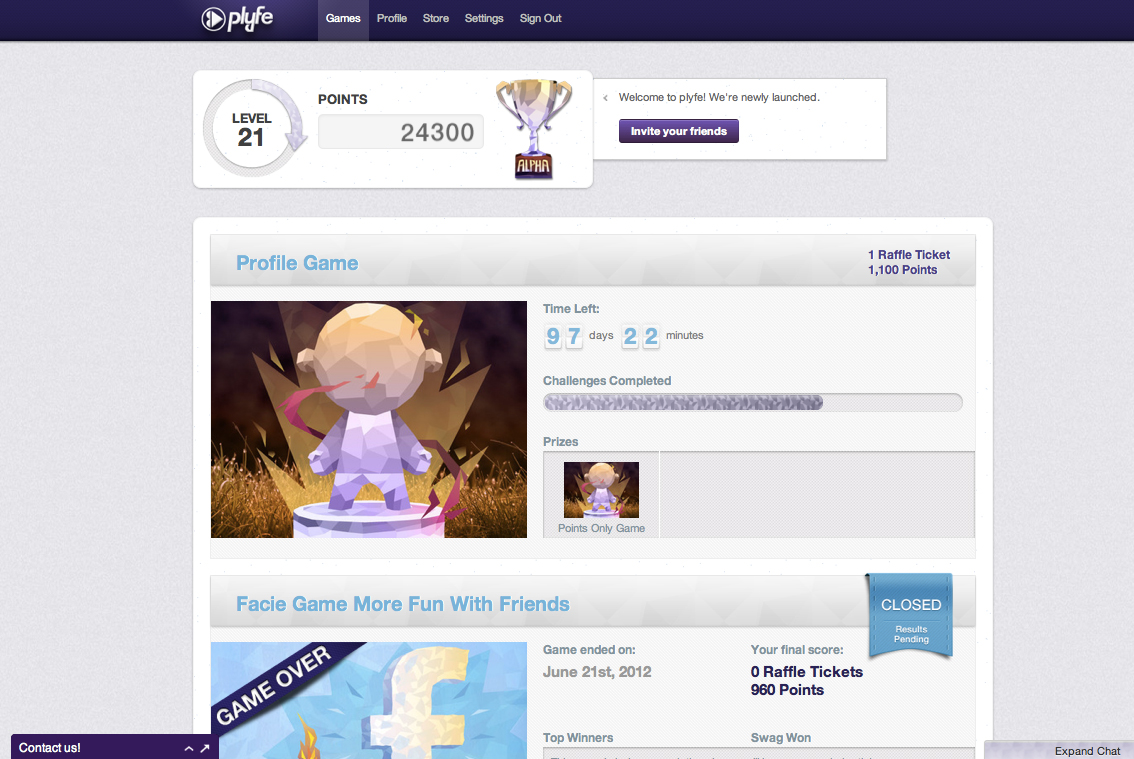 plyfe
Games Profile Store Settings Sign Out
LEVEL
21
POINTS
24300
ALPHA
‹ Welcome to plyfe! We're newly launched.
Invite your friends
Profile Game
1 Raffle Ticket
1,100 Points
Time Left:
97 days 22 minutes
Challenges Completed
Prizes
Points Only Game
Facie Game More Fun With Friends
CLOSED
Results
Pending
GAME OVER
f
Game ended on:
June 21st, 2012
Your final score:
0 Raffle Tickets
960 Points
Top Winners
Swag Won
Contact us!
Expand Chat